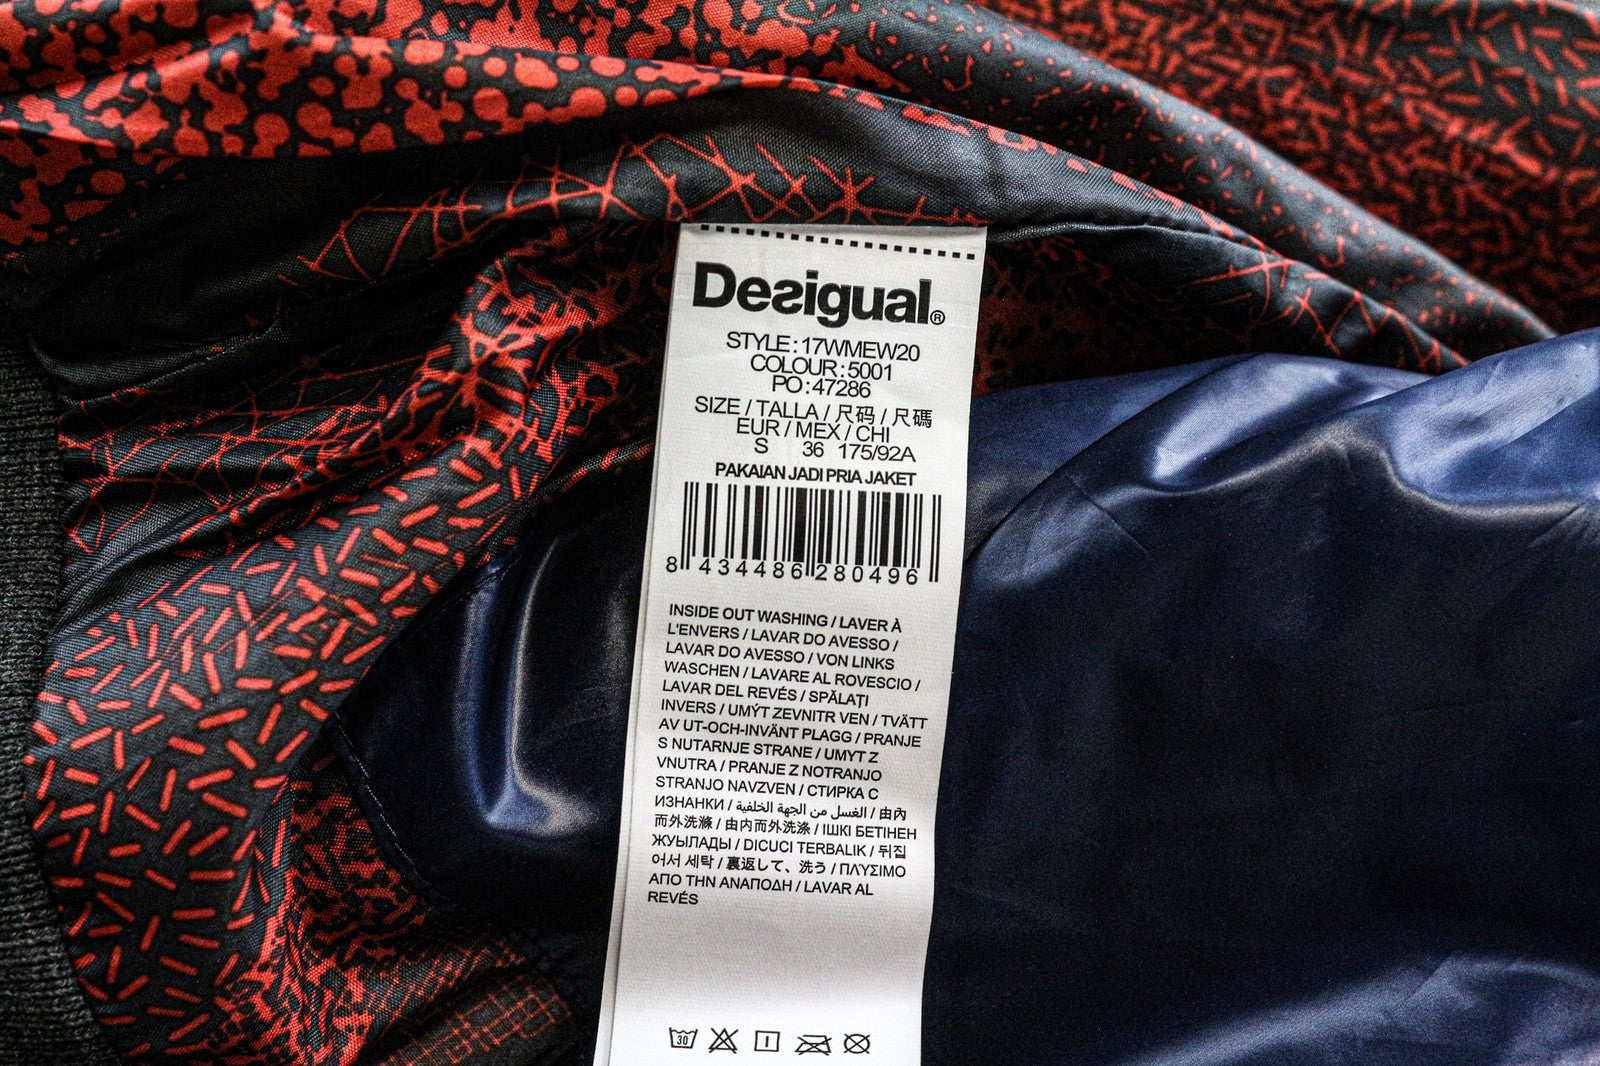 Desigual®
STYLE:17WMEW20
COLOUR:5001
PO:47286
SIZE / TALLA / 尺码 / 尺碼
EUR / MEX / CHI
S 36 175/92A
PAKAIAN JADI PRIA JAKET
8 434486 280496
INSIDE OUT WASHING / LAVER À
L'ENVERS / LAVAR DO AVESSO /
LAVAR DO AVESSO / VON LINKS
WASCHEN / LAVARE AL ROVESCIO /
LAVAR DEL REVÉS / SPĂLAȚI
INVERS / UMÝT ZEVNITR VEN / TVÄTT
AV UT-OCH-INVÄNT PLAGG / PRANJE
S NUTARNJE STRANE / UMYT Z
VNUTRA / PRANJE Z NOTRANJO
STRANJO NAVZVEN / СТИРКА С
ИЗНАНКИ / الغسل من الجهة الخلفية / 由內
而外洗滌 / 由内而外洗涤 / ІШКІ БЕТІНЕН
ЖУЫЛАДЫ / DICUCI TERBALIK / 뒤집
어서 세탁 / 裏返して、洗う / ΠΛΥΣΙΜΟ
ΑΠΟ ΤΗΝ ΑΝΑΠΟΔΗ / LAVAR AL
REVÉS
30